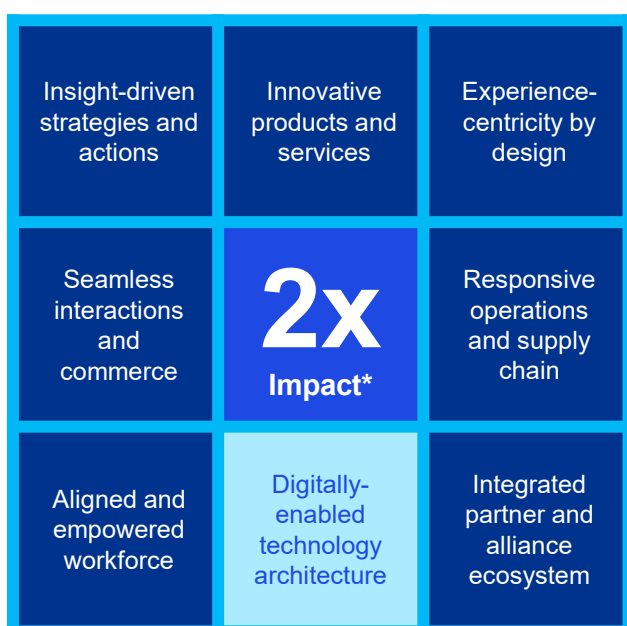 Insight-driven
strategies and
actions
Innovative
products and
services
Experience-
centricity by
design
Seamless
interactions
and
commerce
2x
Impact*
Responsive
operations
and supply
chain
Aligned and
empowered
workforce
Digitally-
enabled
technology
architecture
Integrated
partner and
alliance
ecosystem